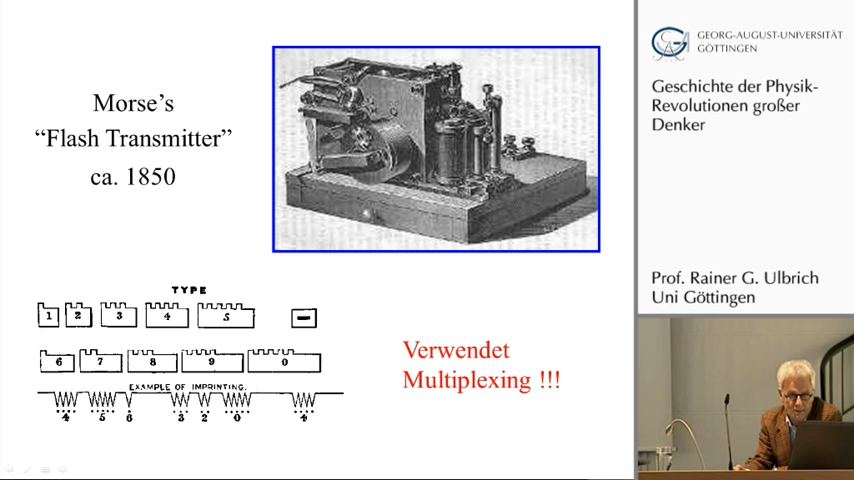 Morse's
“Flash Transmitter”
ca. 1850
TYPE
1 2 3 4 5
6 7 8 9 0
EXAMPLE OF IMPRINTING.
4 5 6 3 2 0 4
Verwendet
Multiplexing !!!
GEORG-AUGUST-UNIVERSITÄT
GÖTTINGEN
Geschichte der Physik-
Revolutionen großer
Denker
Prof. Rainer G. Ulbrich
Uni Göttingen